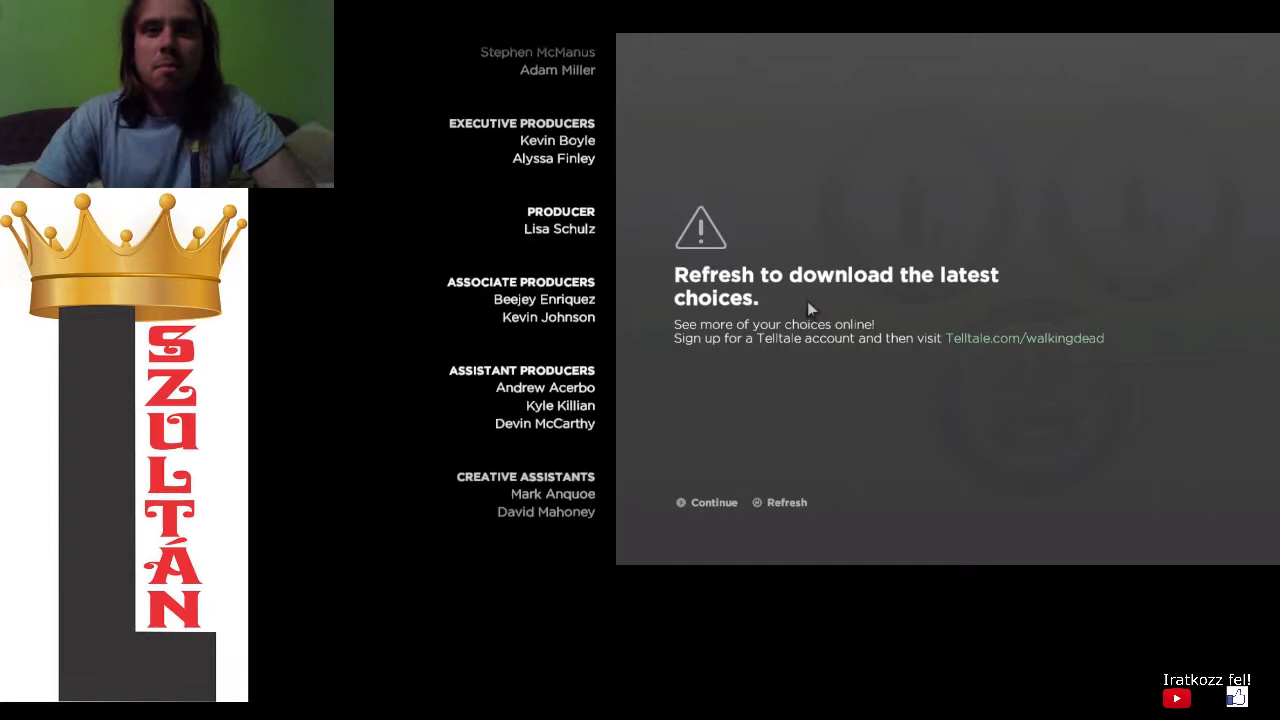 Stephen McManus
Adam Miller
EXECUTIVE PRODUCERS
Kevin Boyle
Alyssa Finley
PRODUCER
Lisa Schulz
ASSOCIATE PRODUCERS
Beejey Enriquez
Kevin Johnson
ASSISTANT PRODUCERS
Andrew Acerbo
Kyle Killian
Devin McCarthy
CREATIVE ASSISTANTS
Mark Anquoe
David Mahoney
Refresh to download the latest
choices.
See more of your choices online!
Sign up for a Telltale account and then visit Telltale.com/walkingdead
Continue Refresh
L
SZULTÁN
Iratkozz fel!